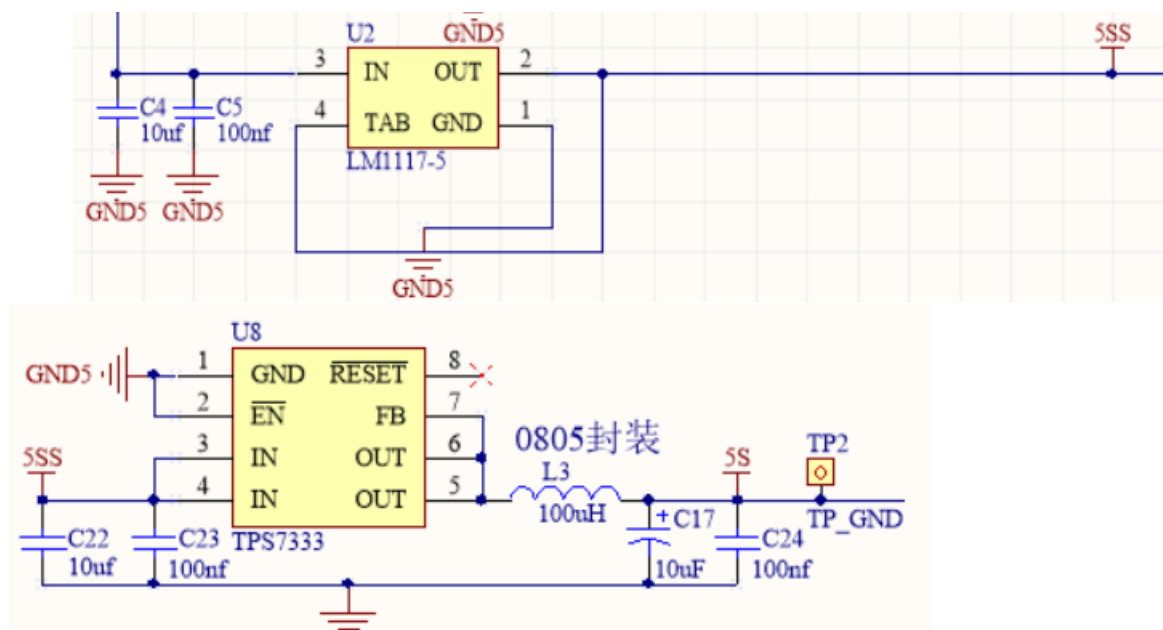 U2
GND5
5SS
3
IN
OUT
2
4
TAB
GND
1
C4
10uf
C5
100nf
LM1117-5
GND5
GND5
GND5
U8
GND5
1
GND
RESET
8
2
EN
FB
7
3
IN
OUT
6
4
IN
OUT
5
TPS7333
0805封装
L3
100uH
5SS
5S
TP2
TP_GND
C22
10uf
C23
100nf
+
C17
10uF
C24
100nf